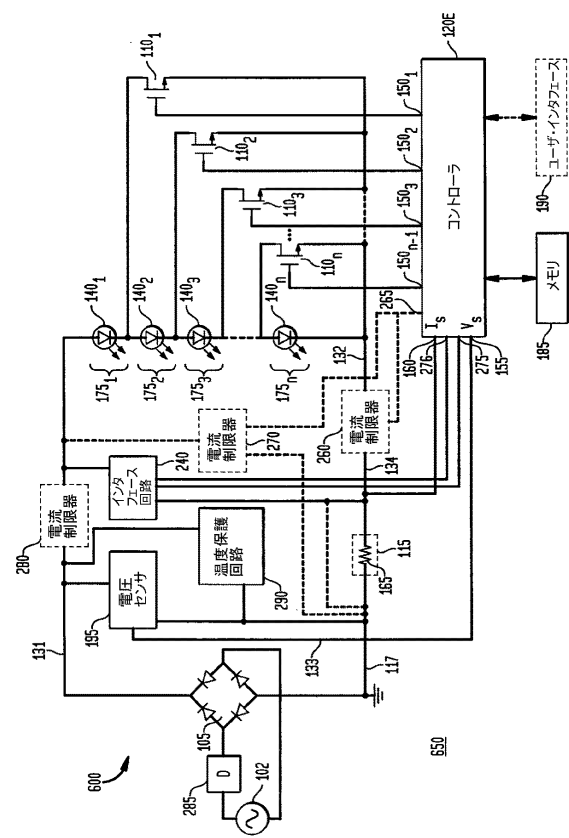 120E
110₁
110₂
110₃
110ₙ
150₁
150₂
150₃
150ₙ₋₁
コントローラ
ユーザ・インタフェース
190
メモリ
185
140₁
140₂
140₃
140ₙ
175₁
175₂
175₃
175ₙ
265
132
160
276
275
155
I_S
V_S
電流
制限器
260
134
電流
制限器
270
インタ
フェース
回路
240
電流
制限器
280
温度保護
回路
290
115
165
電圧
センサ
195
131
133
117
105
D
285
102
600
650